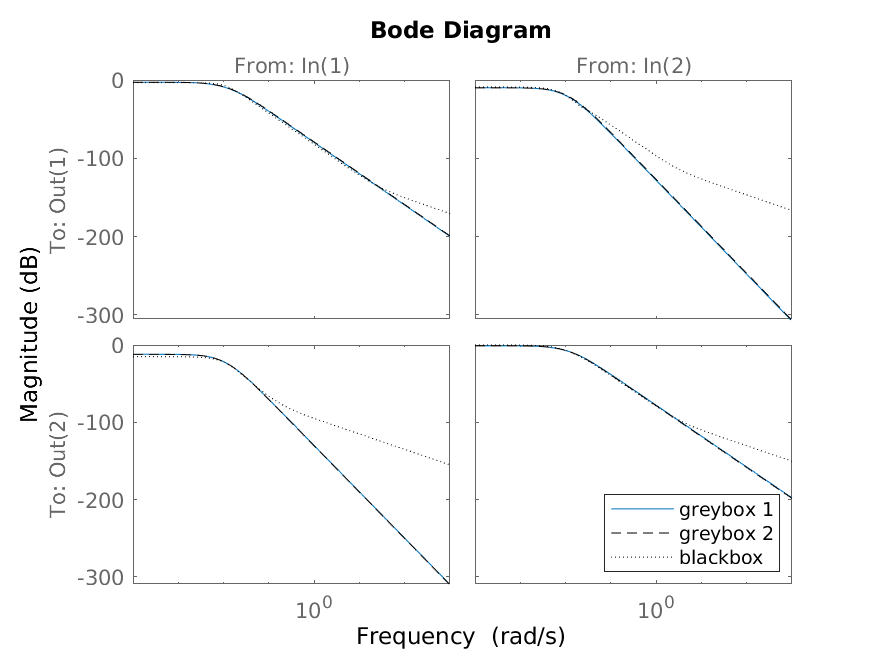 Bode Diagram
From: In(1)
From: In(2)
To: Out(1)
0
-100
-200
-300
To: Out(2)
0
-100
-200
-300
Magnitude (dB)
greybox 1
greybox 2
blackbox
10^0
10^0
Frequency (rad/s)